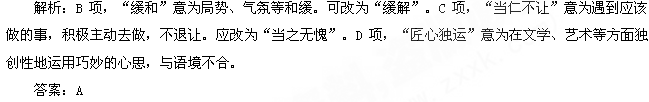 解析：B 项，“缓和”意为局势、气氛等和缓。可改为“缓解”。C 项，“当仁不让”意为遇到应该
做的事，积极主动去做，不退让。应改为“当之无愧”。D 项，“匠心独运”意为在文学、艺术等方面独
创性地运用巧妙的心思，与语境不合。
答案：A